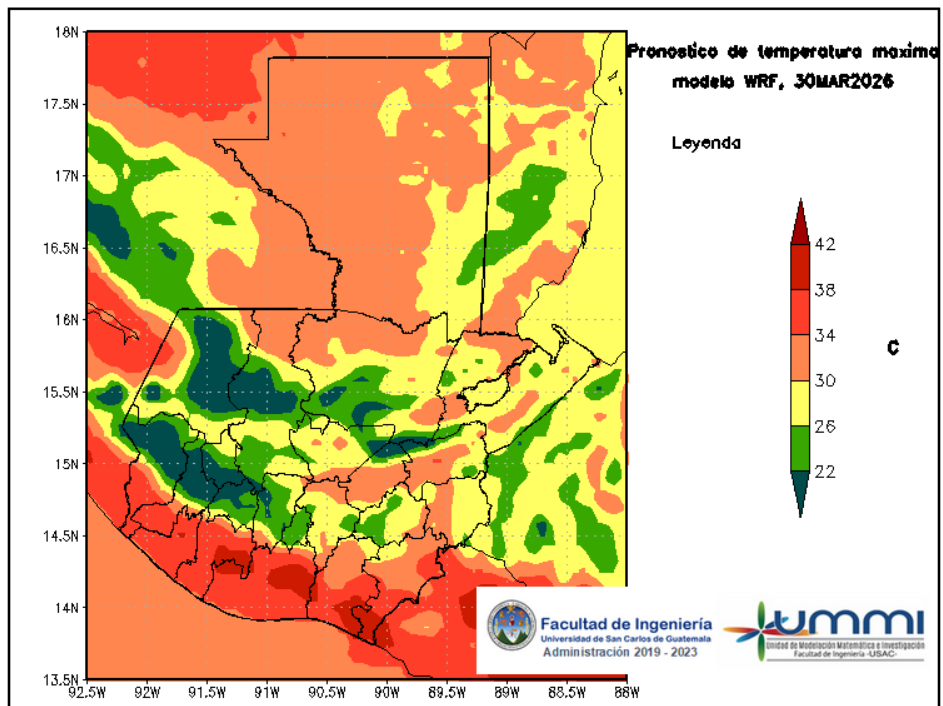 Pronostico de temperatura maxima
modelo WRF, 30MAR2026
Leyenda
42
38
34
30
26
22
C
18N
17.5N
17N
16.5N
16N
15.5N
15N
14.5N
14N
13.5N
92.5W
92W
91.5W
91W
90.5W
90W
89.5W
89W
88.5W
88W
Facultad de Ingeniería
Universidad de San Carlos de Guatemala
Administración 2019 - 2023
UMMI
Unidad de Modelación Matemática e Investigación
Facultad de Ingeniería -USAC-